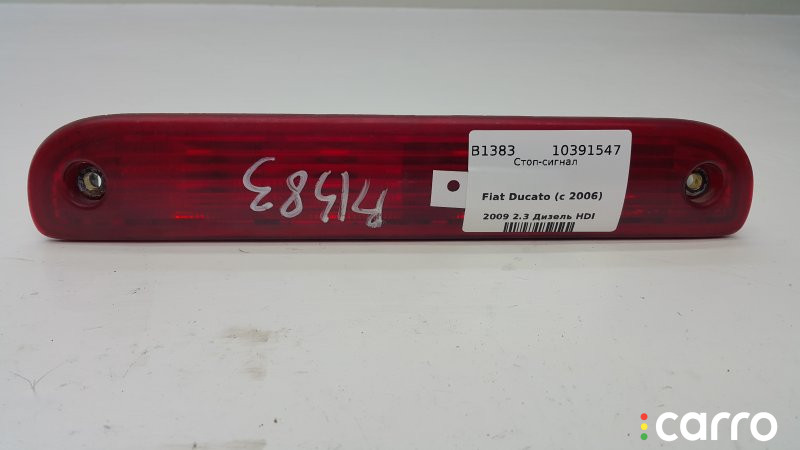 B1383 10391547
Стоп-сигнал
Fiat Ducato (с 2006)
2009 2.3 Дизель HDI
B1383
carro